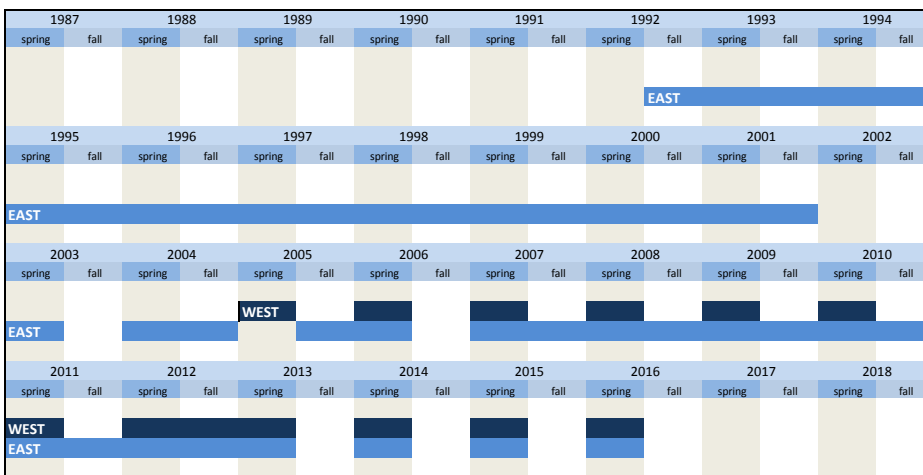 1987 1988 1989 1990 1991 1992 1993 1994
spring fall spring fall spring fall spring fall spring fall spring fall spring fall spring fall
EAST
1995 1996 1997 1998 1999 2000 2001 2002
spring fall spring fall spring fall spring fall spring fall spring fall spring fall spring fall
EAST
2003 2004 2005 2006 2007 2008 2009 2010
spring fall spring fall spring fall spring fall spring fall spring fall spring fall spring fall
WEST
EAST
2011 2012 2013 2014 2015 2016 2017 2018
spring fall spring fall spring fall spring fall spring fall spring fall spring fall spring fall
WEST
EAST